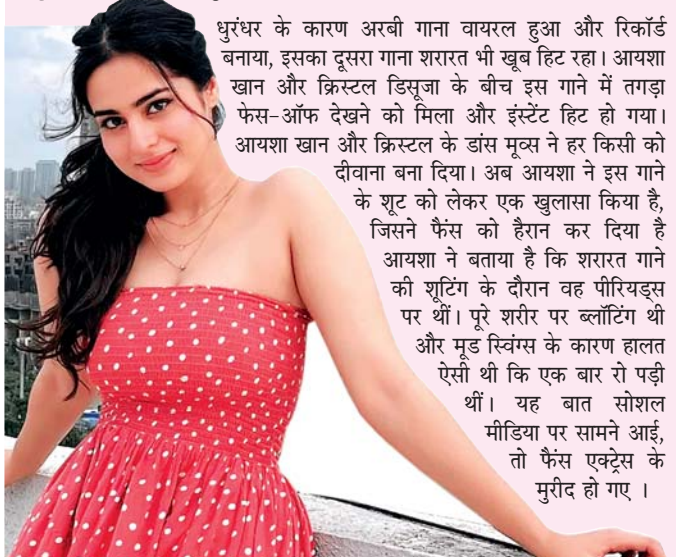 धुरंधर के कारण अरबी गाना वायरल हुआ और रिकॉर्ड
बनाया, इसका दूसरा गाना शरारत भी खूब हिट रहा। आयशा
खान और क्रिस्टल डिसूजा के बीच इस गाने में तगड़ा
फेस-ऑफ देखने को मिला और इंस्टेंट हिट हो गया।
आयशा खान और क्रिस्टल के डांस मूव्स ने हर किसी को
दीवाना बना दिया। अब आयशा ने इस गाने
के शूट को लेकर एक खुलासा किया है,
जिसने फैंस को हैरान कर दिया है
आयशा ने बताया है कि शरारत गाने
की शूटिंग के दौरान वह पीरियड्स
पर थीं। पूरे शरीर पर ब्लॉटिंग थी
और मूड स्विंग्स के कारण हालत
ऐसी थी कि एक बार रो पड़ी
थीं। यह बात सोशल
मीडिया पर सामने आई,
तो फैंस एक्ट्रेस के
मुरीद हो गए ।